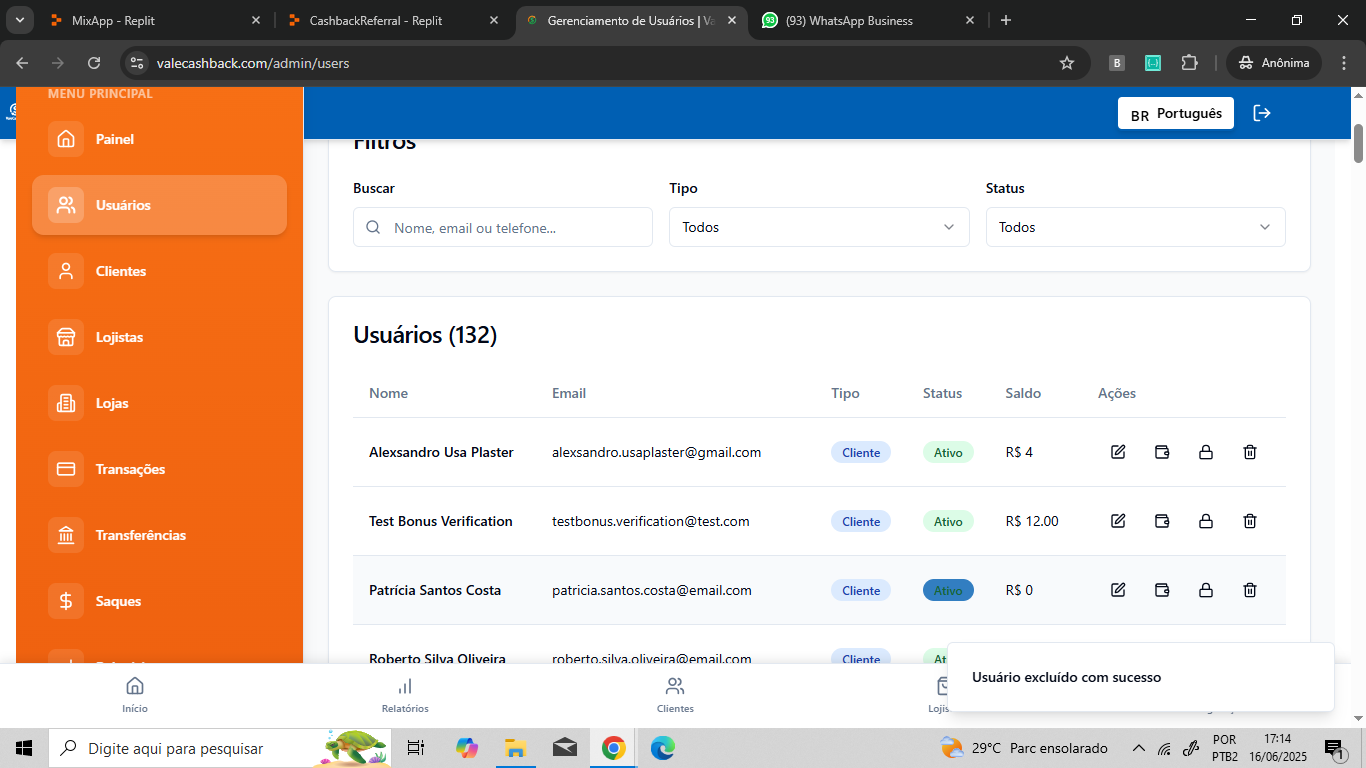 MixApp - Replit
CashbackReferral - Replit
Gerenciamento de Usuários | Va
(93) WhatsApp Business
valecashback.com/admin/users
B
Anônima
MENU PRINCIPAL
BR Português
Painel
Usuários
Clientes
Lojistas
Lojas
Transações
Transferências
Saques
Filtros
Buscar
Tipo
Status
Nome, email ou telefone...
Todos
Todos
Usuários (132)
Nome Email Tipo Status Saldo Ações
Alexsandro Usa Plaster alexsandro.usaplaster@gmail.com Cliente Ativo R$ 4
Test Bonus Verification testbonus.verification@test.com Cliente Ativo R$ 12.00
Patrícia Santos Costa patricia.santos.costa@email.com Cliente Ativo R$ 0
Roberto Silva Oliveira roberto.silva.oliveira@email.com Cliente At
Usuário excluído com sucesso
Início
Relatórios
Clientes
Lojis
Digite aqui para pesquisar
29°C Parc ensolarado
POR
PTB2
17:14
16/06/2025
1